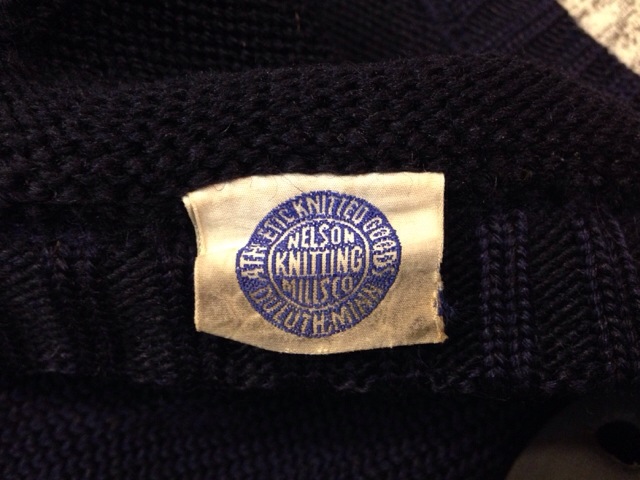 ATHLETIC KNITTED GOODS
NELSON
KNITTING
MILLS CO.
DULUTH, MINN